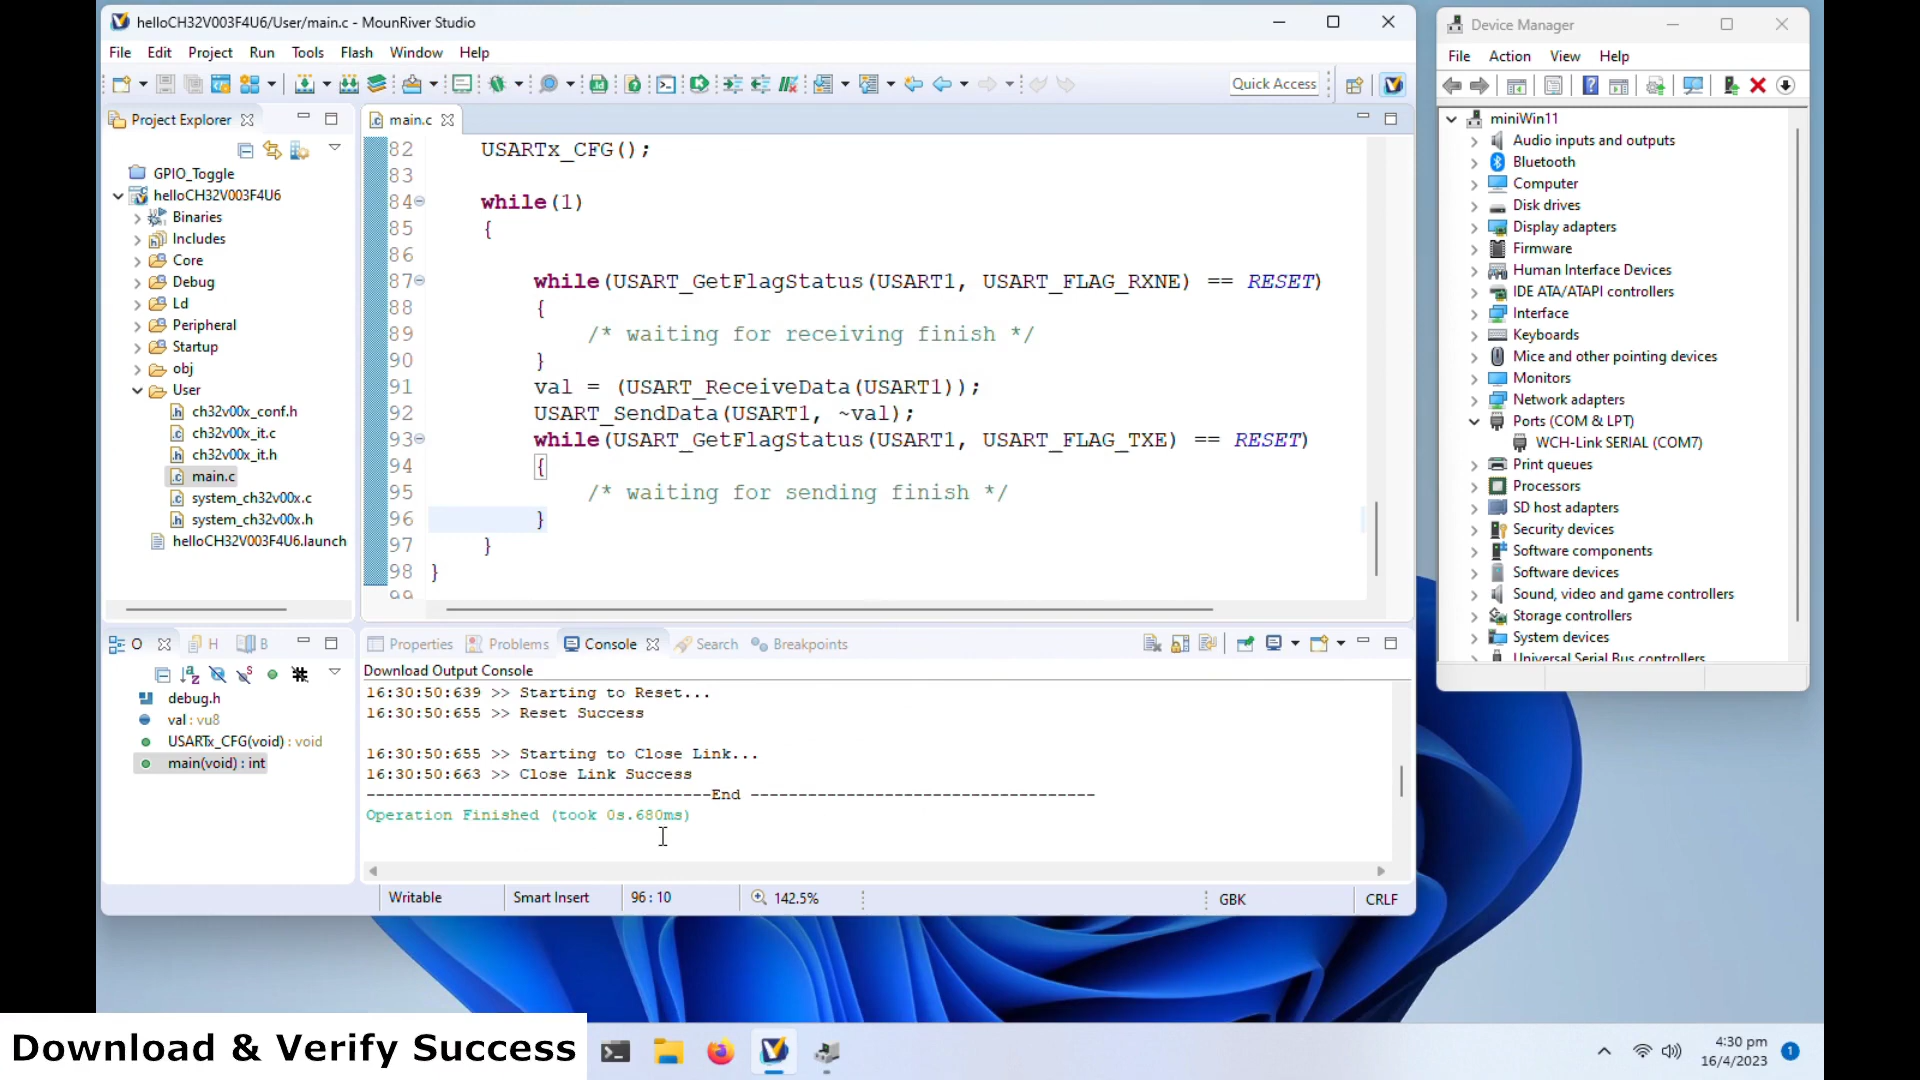 helloCH32V003F4U6/User/main.c - MounRiver Studio
File Edit Project Run Tools Flash Window Help
Quick Access
Project Explorer
GPIO_Toggle
helloCH32V003F4U6
Binaries
Includes
Core
Debug
Ld
Peripheral
Startup
obj
User
ch32v00x_conf.h
ch32v00x_it.c
ch32v00x_it.h
main.c
system_ch32v00x.c
system_ch32v00x.h
helloCH32V003F4U6.launch
main.c
82 USARTx_CFG();
83
84 while(1)
85 {
86
87 while(USART_GetFlagStatus(USART1, USART_FLAG_RXNE) == RESET)
88 {
89 /* waiting for receiving finish */
90 }
91 val = (USART_ReceiveData(USART1));
92 USART_SendData(USART1, ~val);
93 while(USART_GetFlagStatus(USART1, USART_FLAG_TXE) == RESET)
94 {
95 /* waiting for sending finish */
96 }
97 }
98 }
99
O H B
debug.h
val : vu8
USARTx_CFG(void) : void
main(void) : int
Properties Problems Console Search Breakpoints
Download Output Console
16:30:50:639 >> Starting to Reset...
16:30:50:655 >> Reset Success
16:30:50:655 >> Starting to Close Link...
16:30:50:663 >> Close Link Success
------------------------------------End ------------------------------------
Operation Finished (took 0s.680ms)
Writable Smart Insert 96 : 10 142.5% GBK CRLF
Device Manager
File Action View Help
miniWin11
Audio inputs and outputs
Bluetooth
Computer
Disk drives
Display adapters
Firmware
Human Interface Devices
IDE ATA/ATAPI controllers
Interface
Keyboards
Mice and other pointing devices
Monitors
Network adapters
Ports (COM & LPT)
WCH-Link SERIAL (COM7)
Print queues
Processors
SD host adapters
Security devices
Software components
Software devices
Sound, video and game controllers
Storage controllers
System devices
Universal Serial Bus controllers
Download & Verify Success
4:30 pm
16/4/2023
1